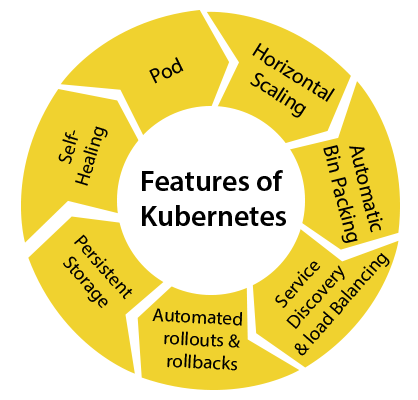 Features of
Kubernetes
Pod
Horizontal
Scaling
Automatic
Bin Packing
Service
Discovery
& load Balancing
Automated
rollouts &
rollbacks
Persistent
Storage
Self-
Healing